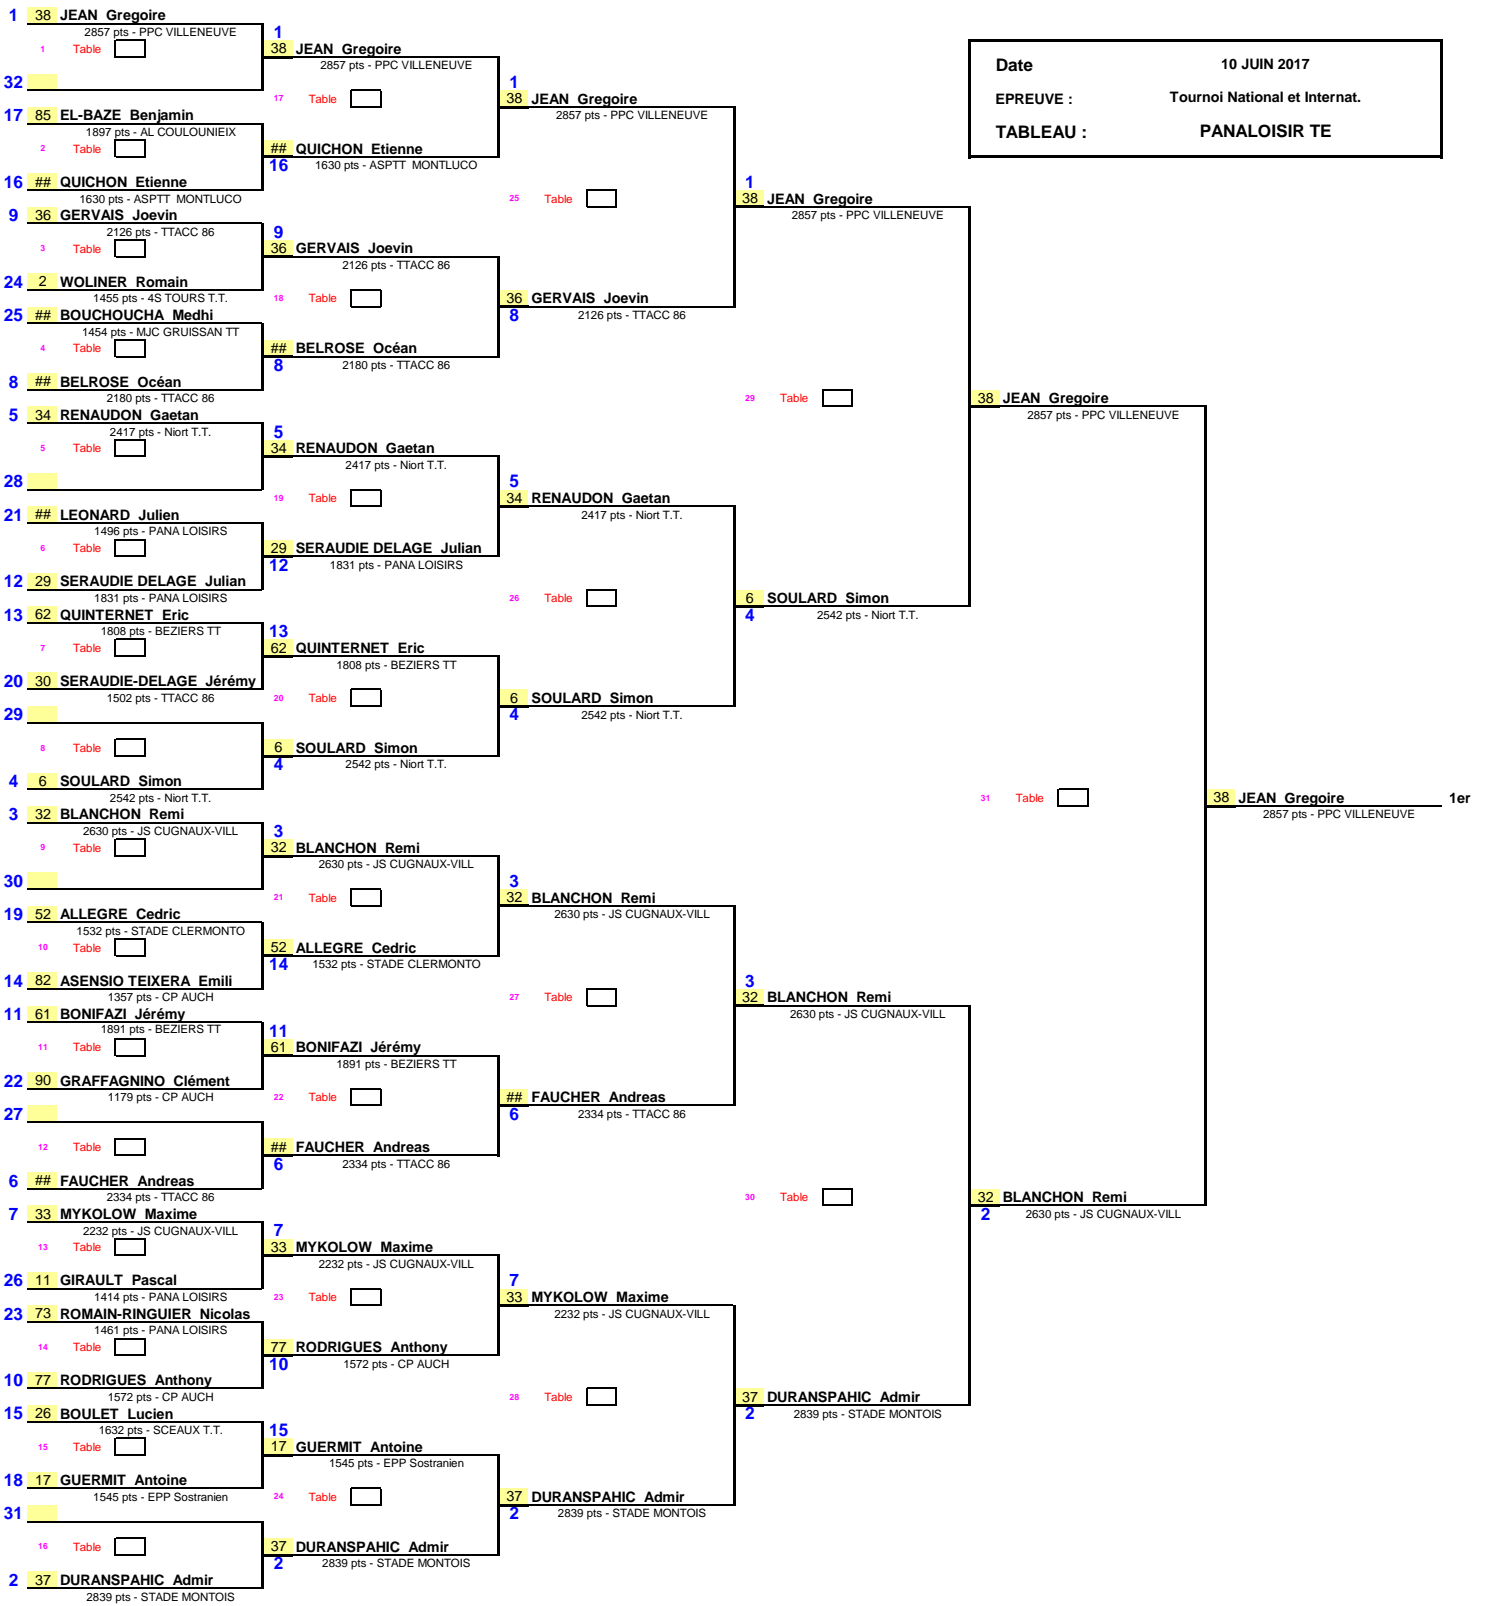 Date 10 JUIN 2017
EPREUVE : Tournoi National et Internat.
TABLEAU : PANALOISIR TE
1 38 JEAN Gregoire
2857 pts - PPC VILLENEUVE
1 Table
32
17 85 EL-BAZE Benjamin
1897 pts - AL COULOUNIEIX
2 Table
16 ## QUICHON Etienne
1630 pts - ASPTT MONTLUCO
9 36 GERVAIS Joevin
2126 pts - TTACC 86
3 Table
24 2 WOLINER Romain
1455 pts - 4S TOURS T.T.
25 ## BOUCHOUCHA Medhi
1454 pts - MJC GRUISSAN TT
4 Table
8 ## BELROSE Océan
2180 pts - TTACC 86
5 34 RENAUDON Gaetan
2417 pts - Niort T.T.
5 Table
28
21 ## LEONARD Julien
1496 pts - PANA LOISIRS
6 Table
12 29 SERAUDIE DELAGE Julian
1831 pts - PANA LOISIRS
13 62 QUINTERNET Eric
1808 pts - BEZIERS TT
7 Table
20 30 SERAUDIE-DELAGE Jérémy
1502 pts - TTACC 86
29
8 Table
4 6 SOULARD Simon
2542 pts - Niort T.T.
3 32 BLANCHON Remi
2630 pts - JS CUGNAUX-VILL
9 Table
30
19 52 ALLEGRE Cedric
1532 pts - STADE CLERMONTO
10 Table
14 82 ASENSIO TEIXERA Emili
1357 pts - CP AUCH
11 61 BONIFAZI Jérémy
1891 pts - BEZIERS TT
11 Table
22 90 GRAFFAGNINO Clément
1179 pts - CP AUCH
27
12 Table
6 ## FAUCHER Andreas
2334 pts - TTACC 86
7 33 MYKOLOW Maxime
2232 pts - JS CUGNAUX-VILL
13 Table
26 11 GIRAULT Pascal
1414 pts - PANA LOISIRS
23 73 ROMAIN-RINGUIER Nicolas
1461 pts - PANA LOISIRS
14 Table
10 77 RODRIGUES Anthony
1572 pts - CP AUCH
15 26 BOULET Lucien
1632 pts - SCEAUX T.T.
15 Table
18 17 GUERMIT Antoine
1545 pts - EPP Sostranien
31
16 Table
2 37 DURANSPAHIC Admir
2839 pts - STADE MONTOIS
1
38 JEAN Gregoire
2857 pts - PPC VILLENEUVE
17 Table
## QUICHON Etienne
16 1630 pts - ASPTT MONTLUCO
9
36 GERVAIS Joevin
2126 pts - TTACC 86
18 Table
## BELROSE Océan
8 2180 pts - TTACC 86
5
34 RENAUDON Gaetan
2417 pts - Niort T.T.
19 Table
29 SERAUDIE DELAGE Julian
12 1831 pts - PANA LOISIRS
13
62 QUINTERNET Eric
1808 pts - BEZIERS TT
20 Table
6 SOULARD Simon
4 2542 pts - Niort T.T.
3
32 BLANCHON Remi
2630 pts - JS CUGNAUX-VILL
21 Table
52 ALLEGRE Cedric
14 1532 pts - STADE CLERMONTO
11
61 BONIFAZI Jérémy
1891 pts - BEZIERS TT
22 Table
## FAUCHER Andreas
6 2334 pts - TTACC 86
7
33 MYKOLOW Maxime
2232 pts - JS CUGNAUX-VILL
23 Table
77 RODRIGUES Anthony
10 1572 pts - CP AUCH
15
17 GUERMIT Antoine
1545 pts - EPP Sostranien
24 Table
37 DURANSPAHIC Admir
2 2839 pts - STADE MONTOIS
1
38 JEAN Gregoire
2857 pts - PPC VILLENEUVE
25 Table
36 GERVAIS Joevin
8 2126 pts - TTACC 86
5
34 RENAUDON Gaetan
2417 pts - Niort T.T.
26 Table
6 SOULARD Simon
4 2542 pts - Niort T.T.
3
32 BLANCHON Remi
2630 pts - JS CUGNAUX-VILL
27 Table
## FAUCHER Andreas
6 2334 pts - TTACC 86
7
33 MYKOLOW Maxime
2232 pts - JS CUGNAUX-VILL
28 Table
37 DURANSPAHIC Admir
2 2839 pts - STADE MONTOIS
1
38 JEAN Gregoire
2857 pts - PPC VILLENEUVE
29 Table
6 SOULARD Simon
4 2542 pts - Niort T.T.
3
32 BLANCHON Remi
2630 pts - JS CUGNAUX-VILL
30 Table
37 DURANSPAHIC Admir
2 2839 pts - STADE MONTOIS
38 JEAN Gregoire
2857 pts - PPC VILLENEUVE
31 Table
32 BLANCHON Remi
2 2630 pts - JS CUGNAUX-VILL
38 JEAN Gregoire 1er
2857 pts - PPC VILLENEUVE